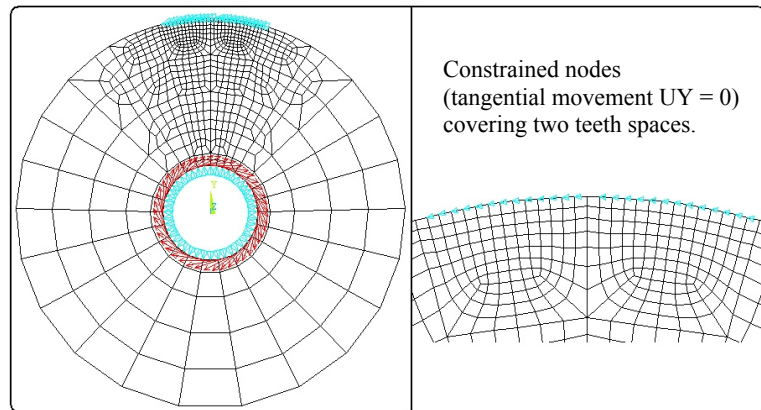 Constrained nodes
(tangential movement UY = 0)
covering two teeth spaces.
Y
Z